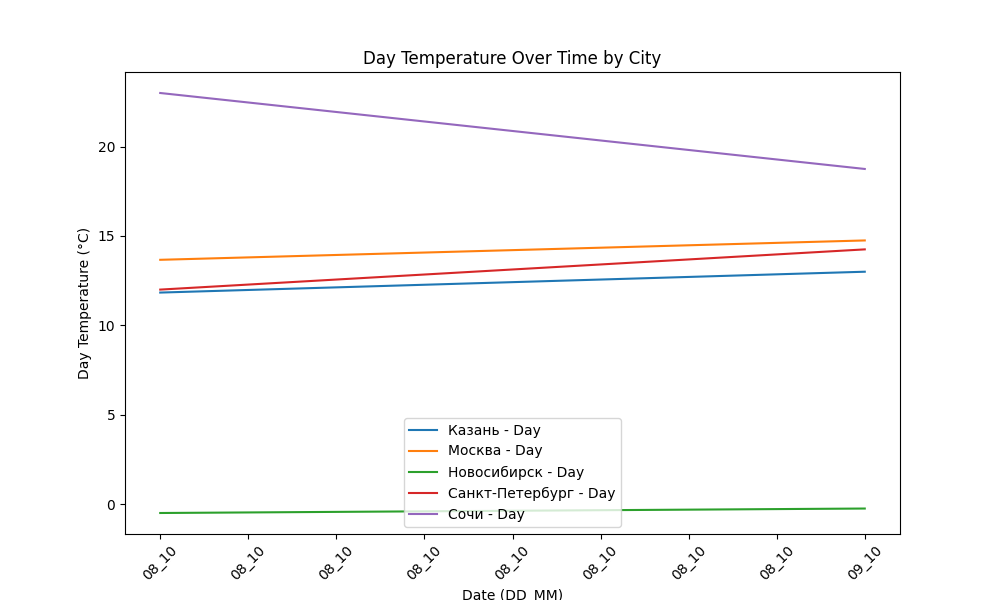 Day Temperature Over Time by City
Day Temperature (°C)
20
15
10
5
0
Казань - Day
Москва - Day
Новосибирск - Day
Санкт-Петербург - Day
Сочи - Day
08_10 08_10 08_10 08_10 08_10 08_10 08_10 08_10 09_10
Date (DD_MM)